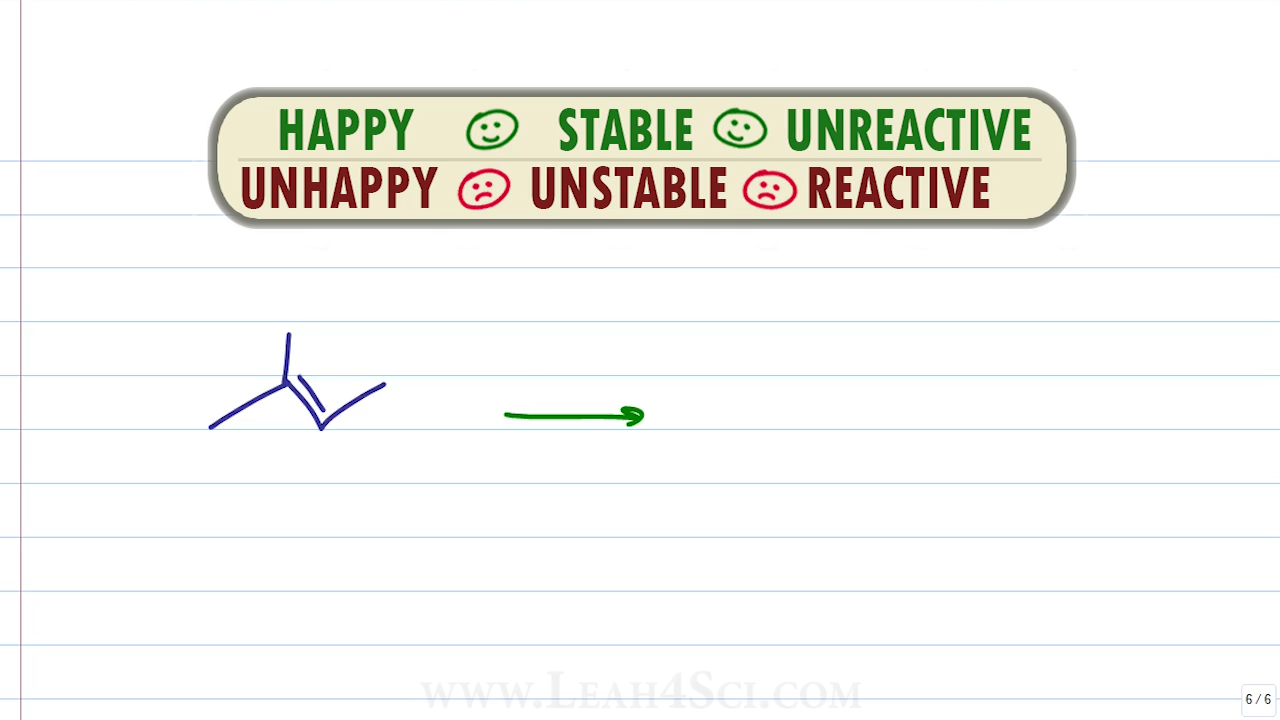 HAPPY STABLE UNREACTIVE
UNHAPPY UNSTABLE REACTIVE
www.Leah4Sci.com
6 / 6